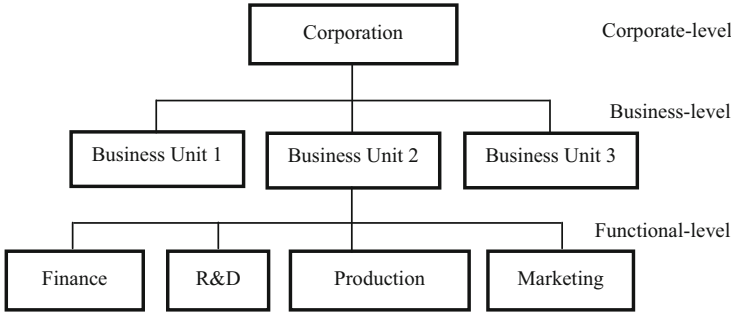 Corporation
Corporate-level
Business-level
Business Unit 1
Business Unit 2
Business Unit 3
Functional-level
Finance
R&D
Production
Marketing